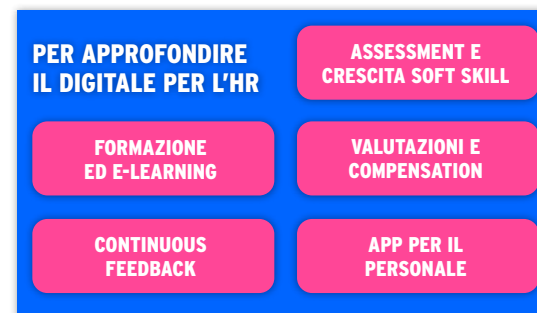 PER APPROFONDIRE
IL DIGITALE PER L'HR
ASSESSMENT E
CRESCITA SOFT SKILL
FORMAZIONE
ED E-LEARNING
VALUTAZIONI E
COMPENSATION
CONTINUOUS
FEEDBACK
APP PER IL
PERSONALE